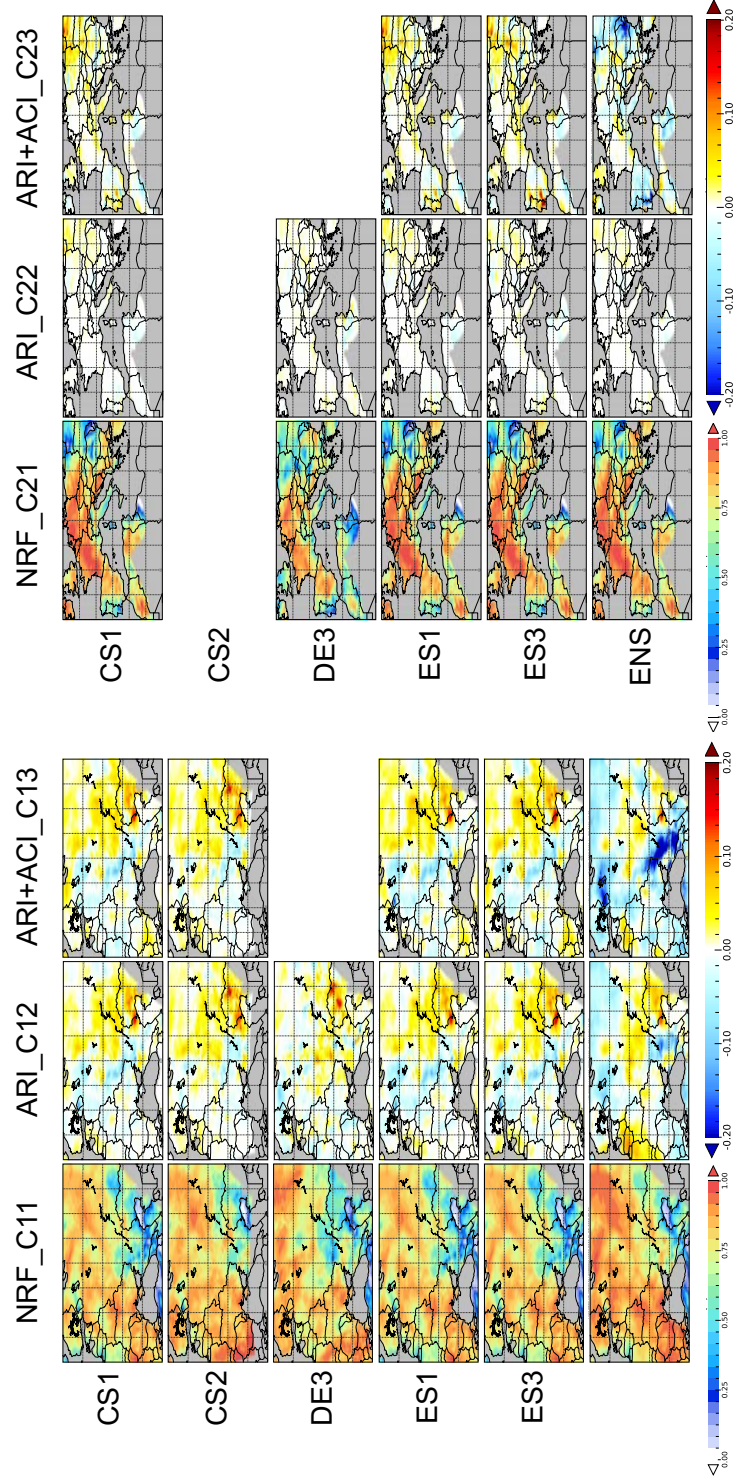 NRF_C11 ARI_C12 ARI+ACI_C13 NRF_C21 ARI_C22 ARI+ACI_C23
CS1 CS1
CS2 CS2
DE3 DE3
ES1 ES1
ES3 ES3
ENS
0.00 0.25 0.50 0.75 1.00 -0.20 -0.10 0.00 0.10 0.20 0.00 0.25 0.50 0.75 1.00 -0.20 -0.10 0.00 0.10 0.20